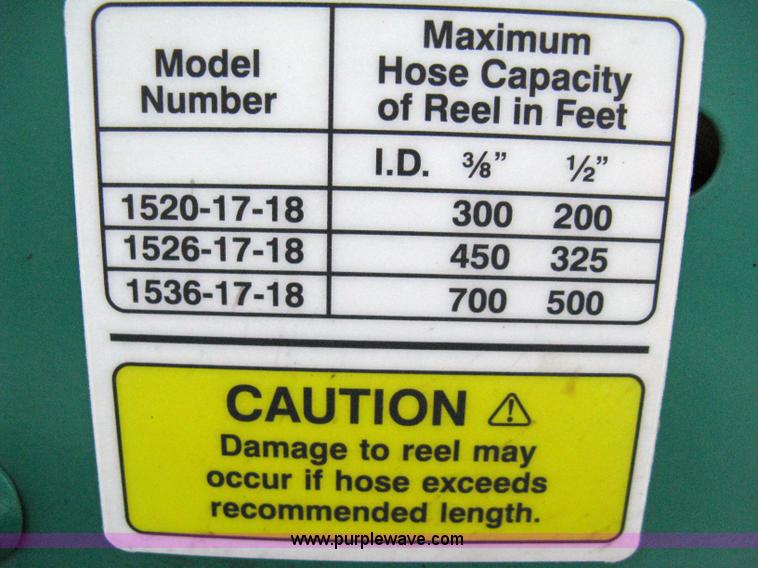 Model
Number
Maximum
Hose Capacity
of Reel in Feet
I.D. 3/8" 1/2"
1520-17-18 300 200
1526-17-18 450 325
1536-17-18 700 500
CAUTION ⚠
Damage to reel may
occur if hose exceeds
recommended length.
www.purplewave.com